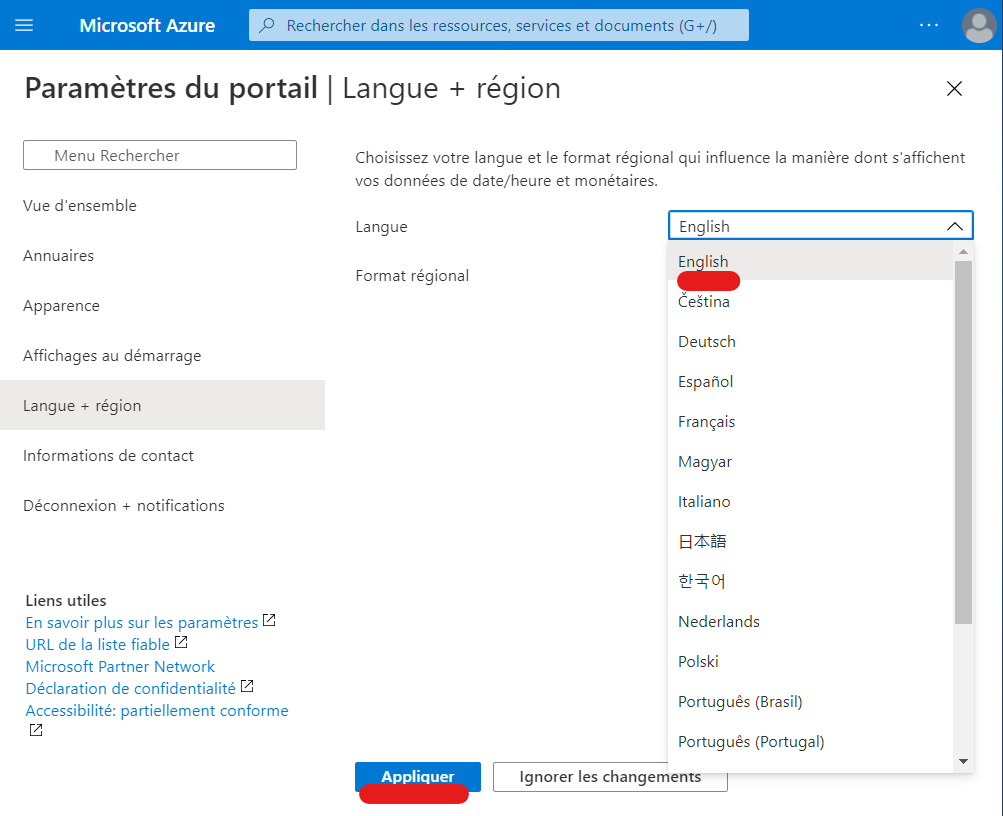 Microsoft Azure
Rechercher dans les ressources, services et documents (G+/)
Paramètres du portail | Langue + région
Menu Rechercher
Vue d'ensemble
Annuaires
Apparence
Affichages au démarrage
Langue + région
Informations de contact
Déconnexion + notifications
Liens utiles
En savoir plus sur les paramètres
URL de la liste fiable
Microsoft Partner Network
Déclaration de confidentialité
Accessibilité: partiellement conforme
Choisissez votre langue et le format régional qui influence la manière dont s'affichent
vos données de date/heure et monétaires.
Langue
English
Format régional
English
Čeština
Deutsch
Español
Français
Magyar
Italiano
日本語
한국어
Nederlands
Polski
Português (Brasil)
Português (Portugal)
Appliquer
Ignorer les changements